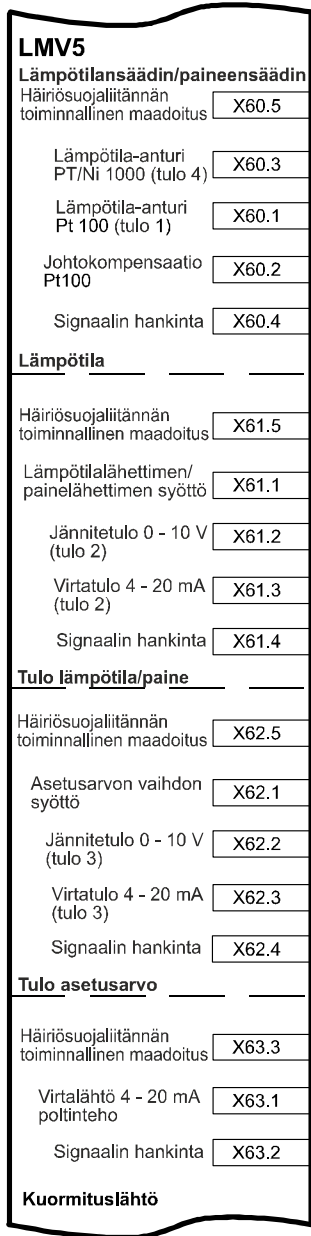 LMV5
Lämpötilansäädin/paineensäädin
Häiriösuojaliitännän
toiminnallinen maadoitus X60.5
Lämpötila-anturi
PT/Ni 1000 (tulo 4) X60.3
Lämpötila-anturi
Pt 100 (tulo 1) X60.1
Johtokompensaatio
Pt100 X60.2
Signaalin hankinta X60.4
Lämpötila
Häiriösuojaliitännän
toiminnallinen maadoitus X61.5
Lämpötilalähettimen/
painelähettimen syöttö X61.1
Jännitetulo 0 - 10 V X61.2
(tulo 2)
Virtatulo 4 - 20 mA X61.3
(tulo 2)
Signaalin hankinta X61.4
Tulo lämpötila/paine
Häiriösuojaliitännän
toiminnallinen maadoitus X62.5
Asetusarvon vaihdon
syöttö X62.1
Jännitetulo 0 - 10 V X62.2
(tulo 3)
Virtatulo 4 - 20 mA X62.3
(tulo 3)
Signaalin hankinta X62.4
Tulo asetusarvo
Häiriösuojaliitännän
toiminnallinen maadoitus X63.3
Virtalähtö 4 - 20 mA X63.1
poltinteho
Signaalin hankinta X63.2
Kuormituslähtö